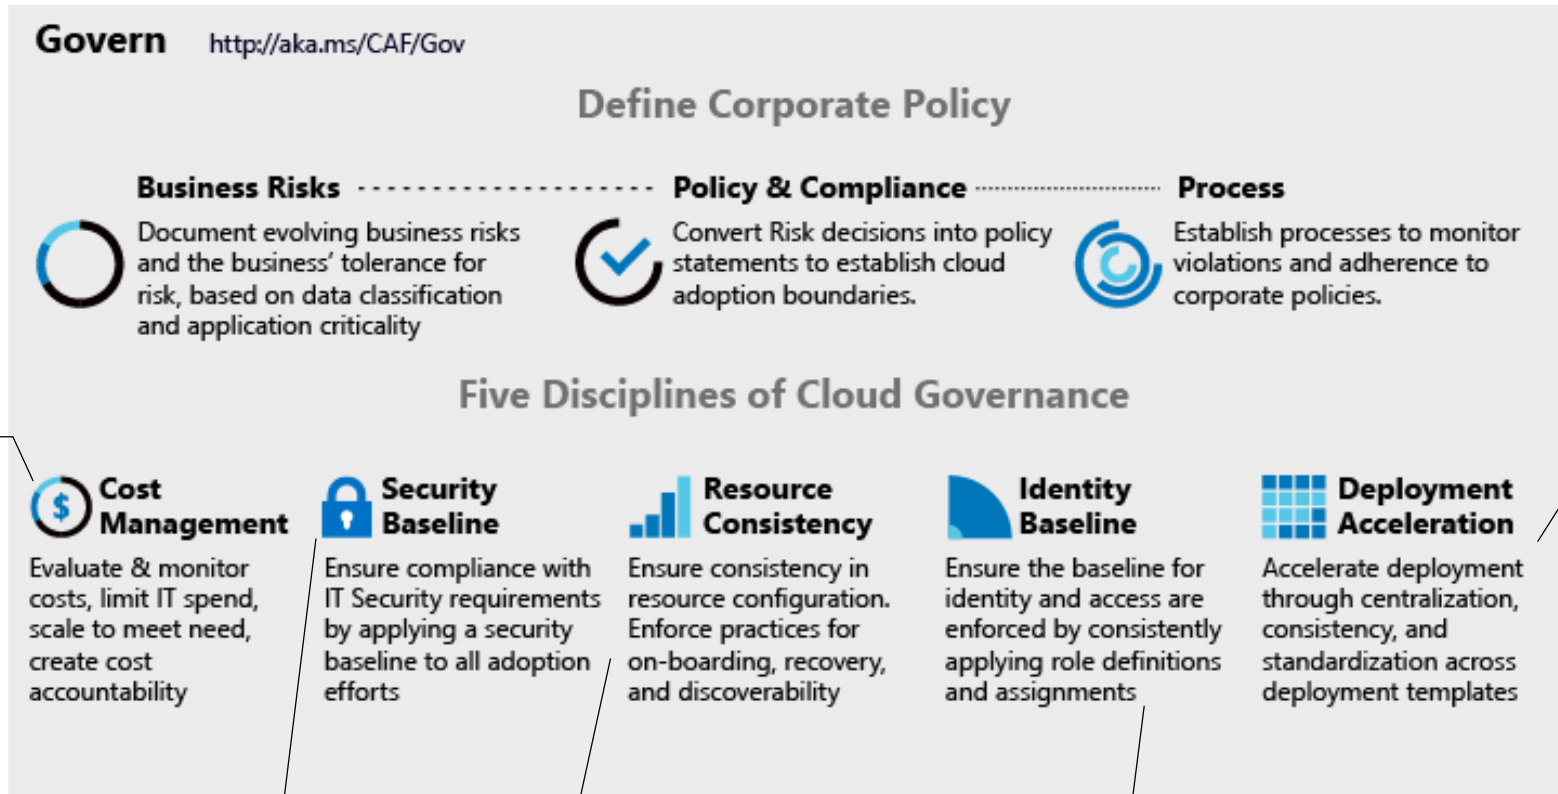 Govern http://aka.ms/CAF/Gov
Define Corporate Policy
Business Risks
Document evolving business risks
and the business’ tolerance for
risk, based on data classification
and application criticality
Policy & Compliance
Convert Risk decisions into policy
statements to establish cloud
adoption boundaries.
Process
Establish processes to monitor
violations and adherence to
corporate policies.
Five Disciplines of Cloud Governance
$
Cost
Management
Evaluate & monitor
costs, limit IT spend,
scale to meet need,
create cost
accountability
Security
Baseline
Ensure compliance with
IT Security requirements
by applying a security
baseline to all adoption
efforts
Resource
Consistency
Ensure consistency in
resource configuration.
Enforce practices for
on-boarding, recovery,
and discoverability
Identity
Baseline
Ensure the baseline for
identity and access are
enforced by consistently
applying role definitions
and assignments
Deployment
Acceleration
Accelerate deployment
through centralization,
consistency, and
standardization across
deployment templates